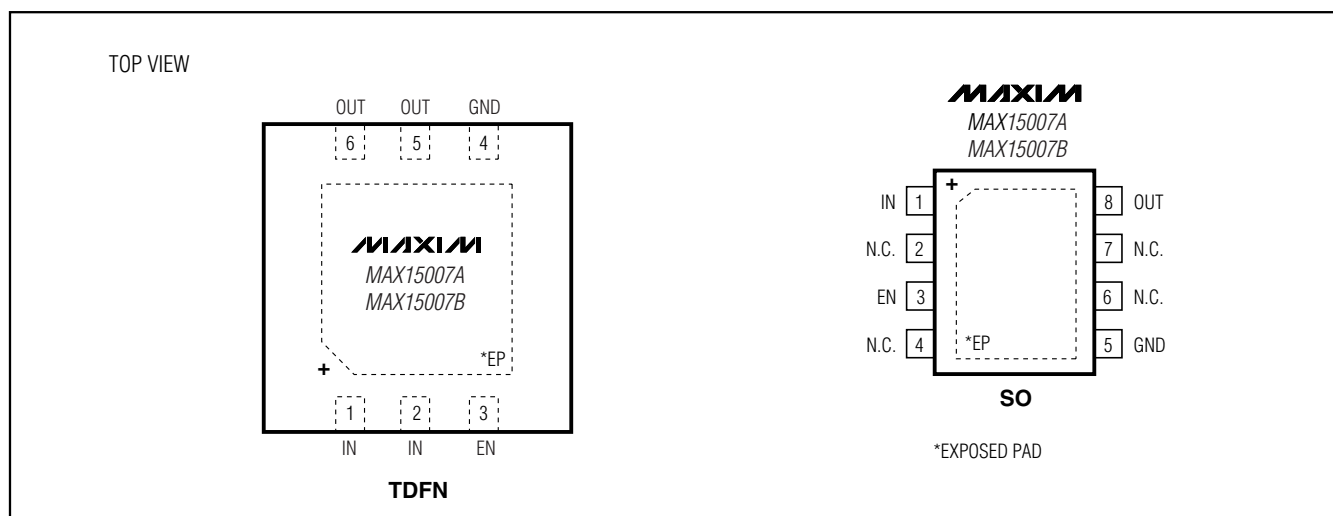 TOP VIEW
OUT OUT GND
6 5 4
MAXIM
MAX15007A
MAX15007B
*EP
+
1 2 3
IN IN EN
TDFN
MAXIM
MAX15007A
MAX15007B
+
IN 1 8 OUT
N.C. 2 7 N.C.
EN 3 6 N.C.
N.C. 4 *EP 5 GND
SO
*EXPOSED PAD